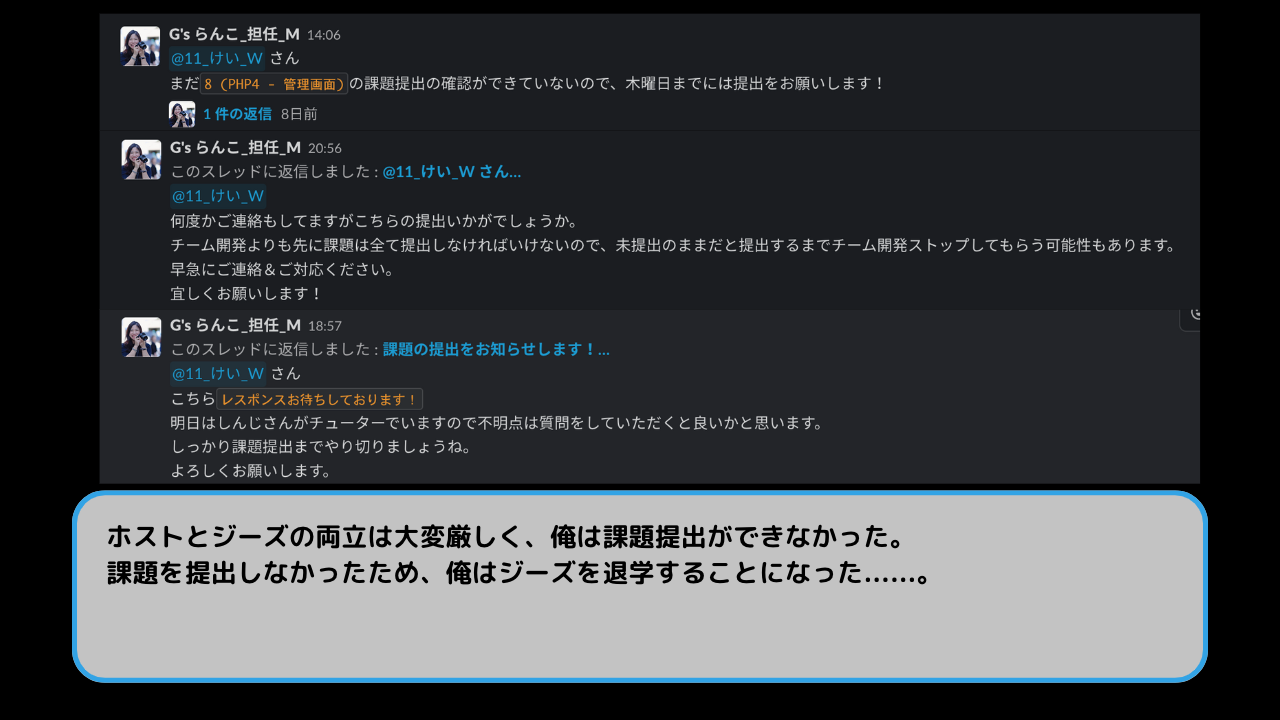 G's らんこ_担任_M 14:06
@11_けい_W さん
まだ 8 (PHP4 - 管理画面) の課題提出の確認ができていないので、木曜日までには提出をお願いします！
1 件の返信 8日前
G's らんこ_担任_M 20:56
このスレッドに返信しました : @11_けい_W さん...
@11_けい_W
何度かご連絡もしてますがこちらの提出いかがでしょうか。
チーム開発よりも先に課題は全て提出しなければいけないので、未提出のままだと提出するまでチーム開発ストップしてもらう可能性もあります。
早急にご連絡＆ご対応ください。
宜しくお願いします！
G's らんこ_担任_M 18:57
このスレッドに返信しました : 課題の提出をお知らせします！...
@11_けい_W さん
こちら レスポンスお待ちしております！
明日はしんじさんがチューターでいますので不明点は質問をしていただくと良いかと思います。
しっかり課題提出までやり切りましょうね。
よろしくお願いします。
ホストとジーズの両立は大変厳しく、俺は課題提出ができなかった。
課題を提出しなかったため、俺はジーズを退学することになった……。